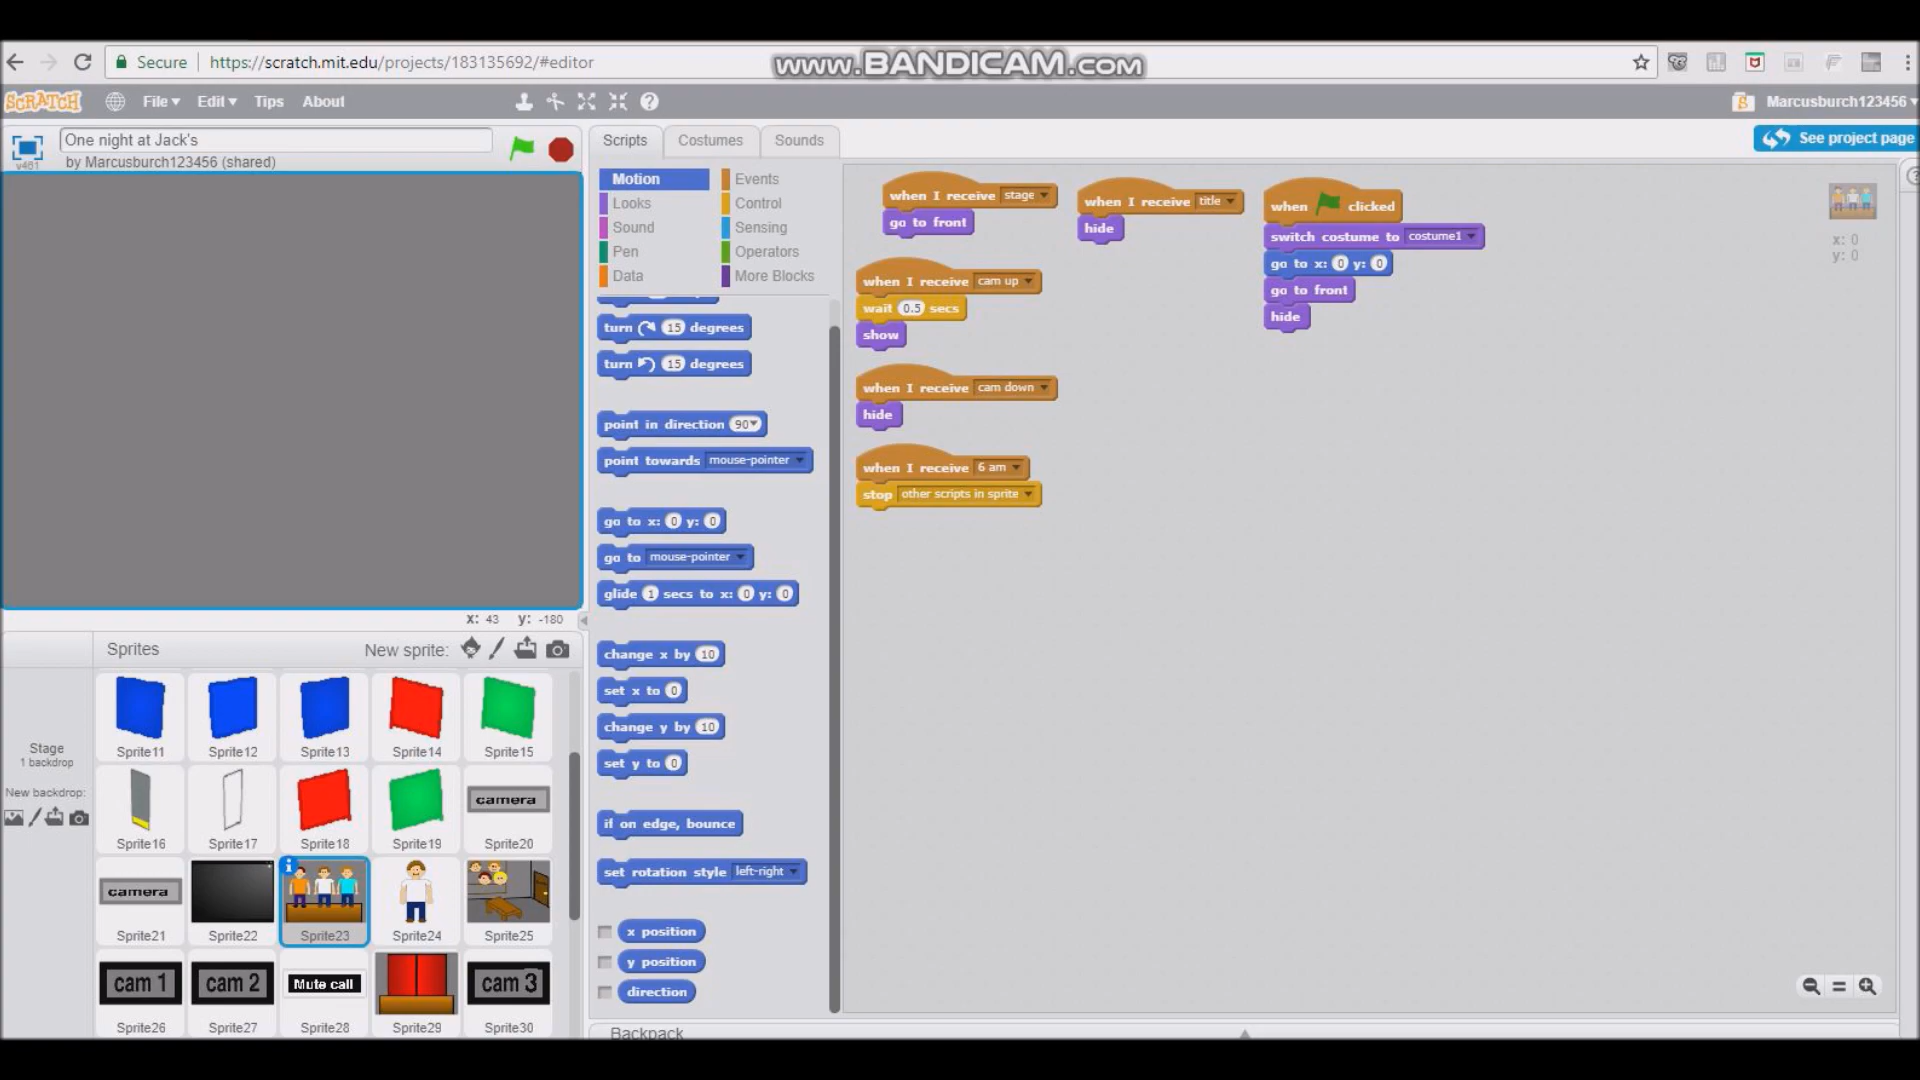 Secure https://scratch.mit.edu/projects/183135692/#editor
www.BANDICAM.com
SCRATCH File Edit Tips About
Marcusburch123456
One night at Jack's
by Marcusburch123456 (shared)
v461
Scripts Costumes Sounds
See project page
Motion Events
Looks Control
Sound Sensing
Pen Operators
Data More Blocks
turn 15 degrees
turn 15 degrees
point in direction 90
point towards mouse-pointer
go to x: 0 y: 0
go to mouse-pointer
glide 1 secs to x: 0 y: 0
change x by 10
set x to 0
change y by 10
set y to 0
if on edge, bounce
set rotation style left-right
x position
y position
direction
when I receive stage
go to front
when I receive title
hide
when clicked
switch costume to costume1
go to x: 0 y: 0
go to front
hide
when I receive cam up
wait 0.5 secs
show
when I receive cam down
hide
when I receive 6 am
stop other scripts in sprite
x: 0
y: 0
x: 43 y: -180
Sprites New sprite:
Stage
1 backdrop
New backdrop:
Sprite11 Sprite12 Sprite13 Sprite14 Sprite15
camera
Sprite16 Sprite17 Sprite18 Sprite19 Sprite20
camera
Sprite21 Sprite22 Sprite23 Sprite24 Sprite25
cam 1 cam 2 Mute call cam 3
Sprite26 Sprite27 Sprite28 Sprite29 Sprite30
Backpack